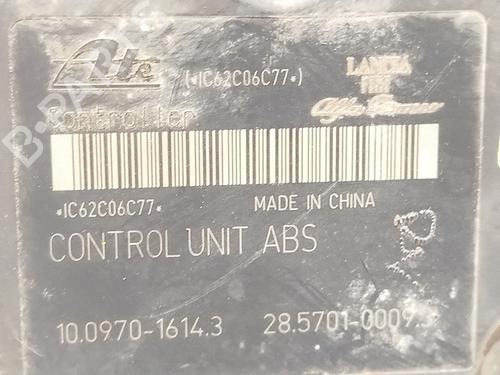 Ate (*IC62C06C77*) LANCIA
FIAT
Controller Alfa Romeo
*IC62C06C77* MADE IN CHINA
CONTROL UNIT ABS
10.0970-1614.3 28.5701-0009.
B-PARTS